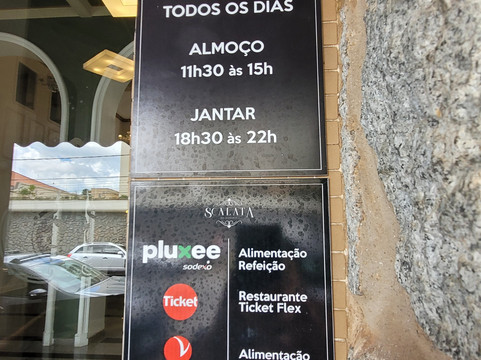 TODOS OS DIAS
ALMOÇO
11h30 às 15h
JANTAR
18h30 às 22h
SCALATA
pluxee
sodexo
Alimentação
Refeição
Ticket
Restaurante
Ticket Flex
Alimentação